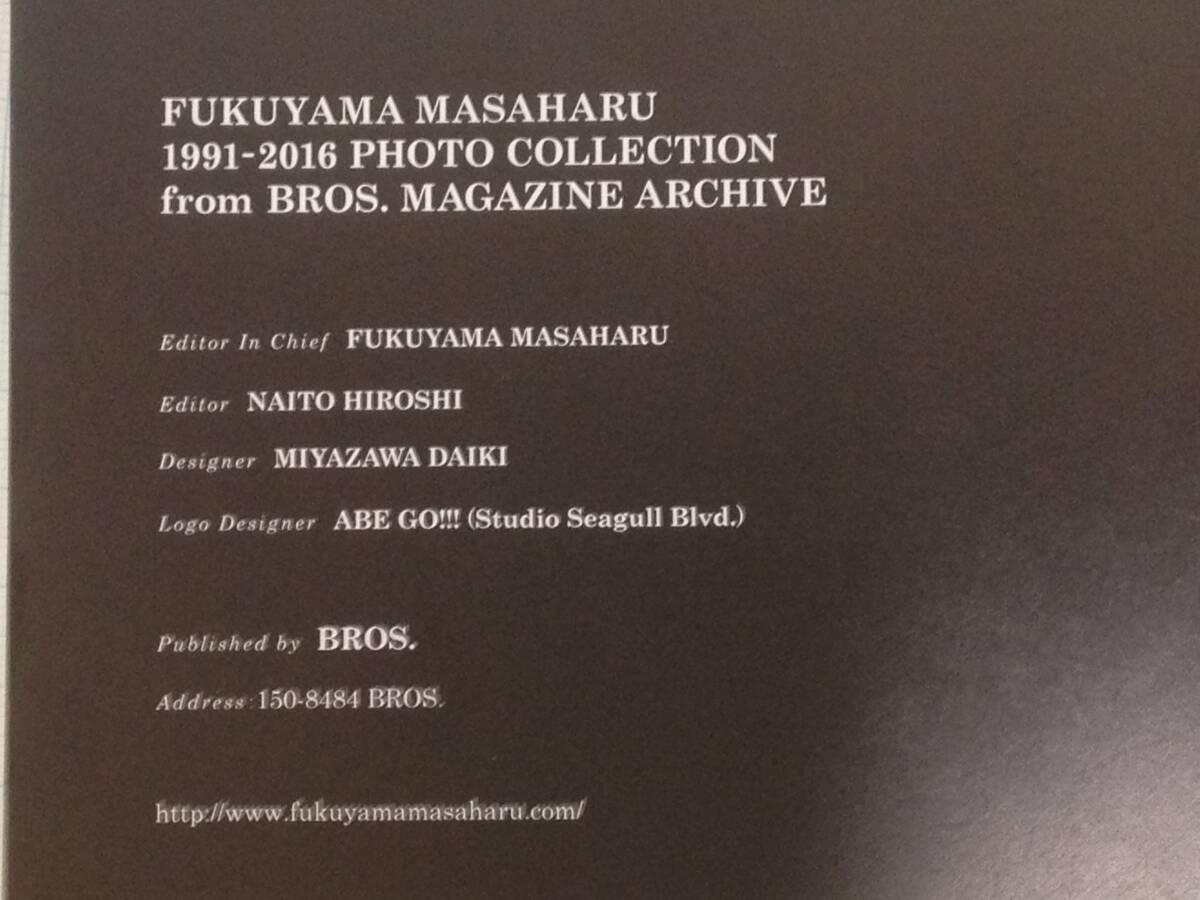 FUKUYAMA MASAHARU
1991-2016 PHOTO COLLECTION
from BROS. MAGAZINE ARCHIVE
Editor In Chief FUKUYAMA MASAHARU
Editor NAITO HIROSHI
Designer MIYAZAWA DAIKI
Logo Designer ABE GO!!! (Studio Seagull Blvd.)
Published by BROS.
Address:150-8484 BROS.
http://www.fukuyamamasaharu.com/